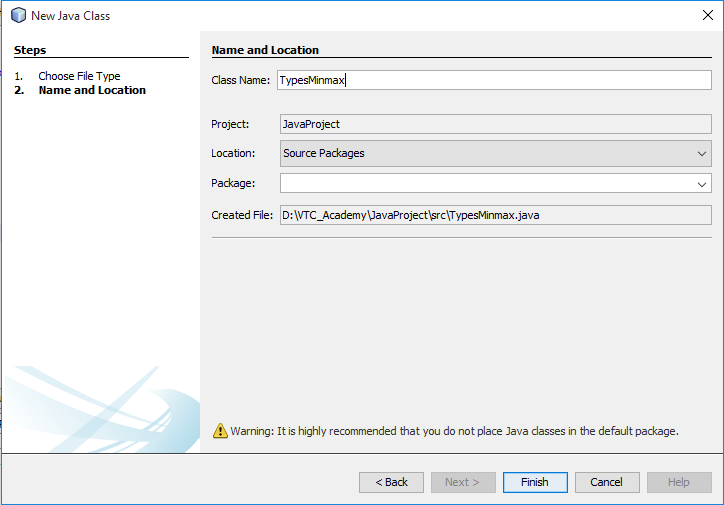 New Java Class
Steps
1. Choose File Type
2. Name and Location
Name and Location
Class Name: TypesMinmax
Project: JavaProject
Location: Source Packages
Package:
Created File: D:\VTC_Academy\JavaProject\src\TypesMinmax.java
Warning: It is highly recommended that you do not place Java classes in the default package.
< Back Next > Finish Cancel Help